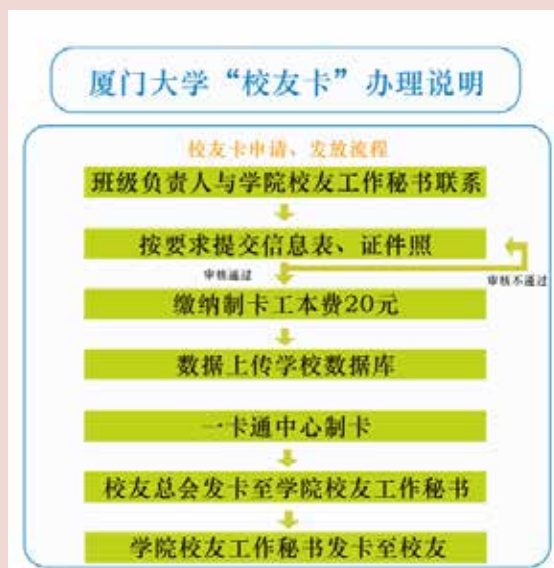 厦门大学“校友卡”办理说明
校友卡申请、发放流程
班级负责人与学院校友工作秘书联系
按要求提交信息表、证件照
审核通过
审核不通过
缴纳制卡工本费20元
数据上传学校数据库
一卡通中心制卡
校友总会发卡至学院校友工作秘书
学院校友工作秘书发卡至校友